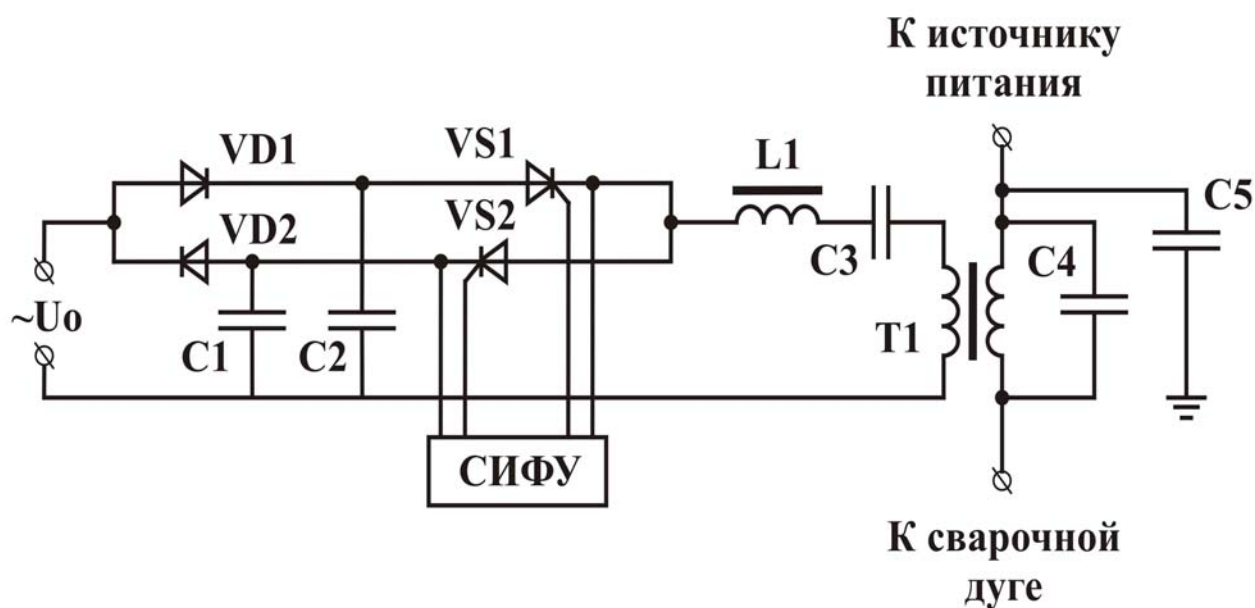 К источнику
питания
VD1
VS1
L1
C5
VD2
VS2
C3
C4
~Uo
C1
C2
T1
СИФУ
К сварочной
дуге